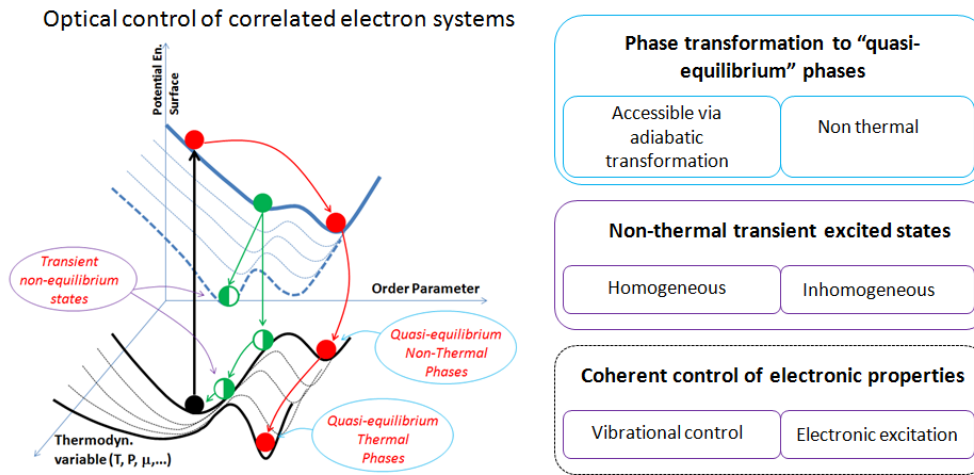 Optical control of correlated electron systems
Potential En.
Surface
Transient
non-equilibrium
states
Order Parameter
Quasi-equilibrium
Non-Thermal
Phases
Quasi-equilibrium
Thermal
Phases
Thermodyn.
variable (T, P, μ,...)
Phase transformation to “quasi-
equilibrium” phases
Accessible via
adiabatic
transformation
Non thermal
Non-thermal transient excited states
Homogeneous
Inhomogeneous
Coherent control of electronic properties
Vibrational control
Electronic excitation